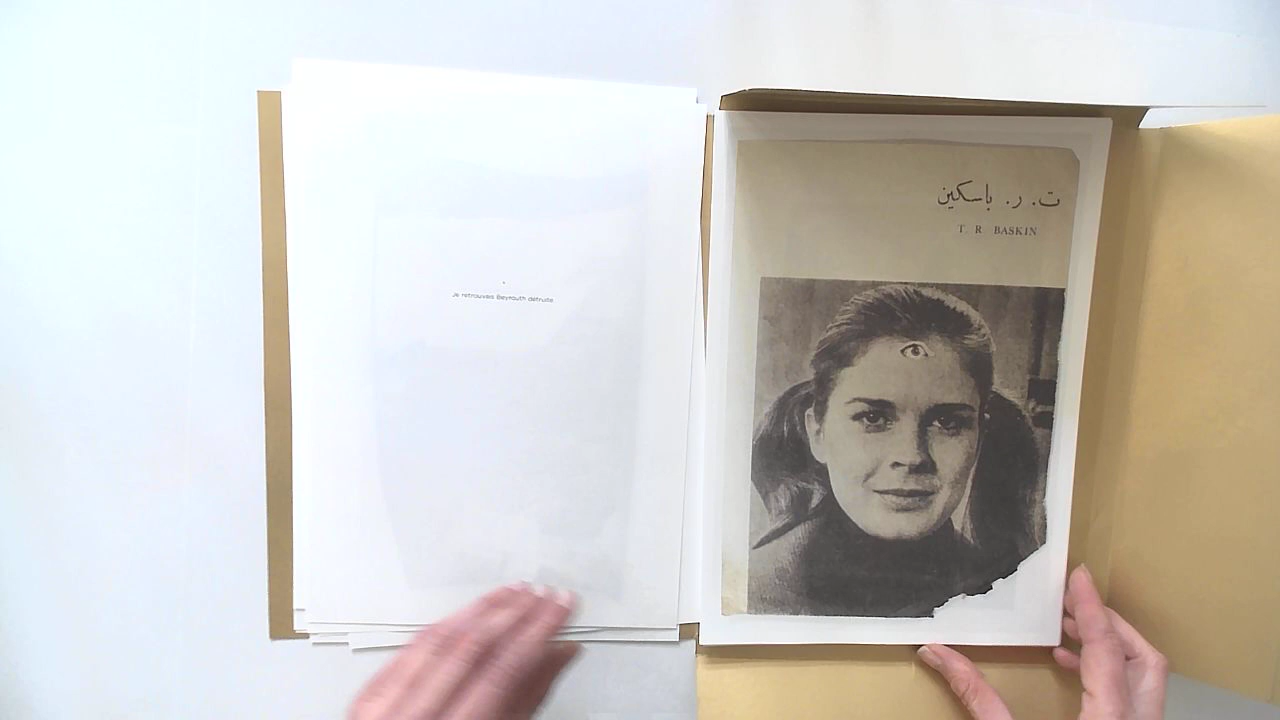 Je retrouvais Beyrouth détruite
ت. ر. باسكين
T. R. BASKIN